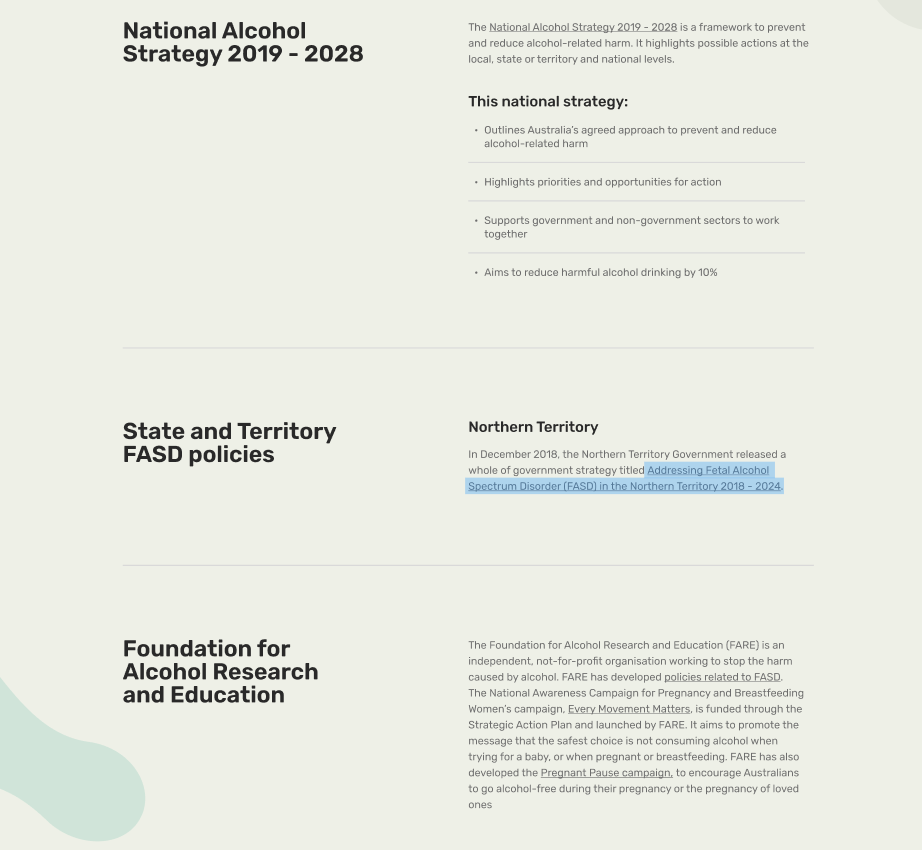 National Alcohol
Strategy 2019 - 2028
The National Alcohol Strategy 2019 - 2028 is a framework to prevent
and reduce alcohol-related harm. It highlights possible actions at the
local, state or territory and national levels.
This national strategy:
• Outlines Australia's agreed approach to prevent and reduce
alcohol-related harm
• Highlights priorities and opportunities for action
• Supports government and non-government sectors to work
together
• Aims to reduce harmful alcohol drinking by 10%
State and Territory
FASD policies
Northern Territory
In December 2018, the Northern Territory Government released a
whole of government strategy titled Addressing Fetal Alcohol
Spectrum Disorder (FASD) in the Northern Territory 2018 - 2024.
Foundation for
Alcohol Research
and Education
The Foundation for Alcohol Research and Education (FARE) is an
independent, not-for-profit organisation working to stop the harm
caused by alcohol. FARE has developed policies related to FASD.
The National Awareness Campaign for Pregnancy and Breastfeeding
Women's campaign, Every Movement Matters, is funded through the
Strategic Action Plan and launched by FARE. It aims to promote the
message that the safest choice is not consuming alcohol when
trying for a baby, or when pregnant or breastfeeding. FARE has also
developed the Pregnant Pause campaign, to encourage Australians
to go alcohol-free during their pregnancy or the pregnancy of loved
ones